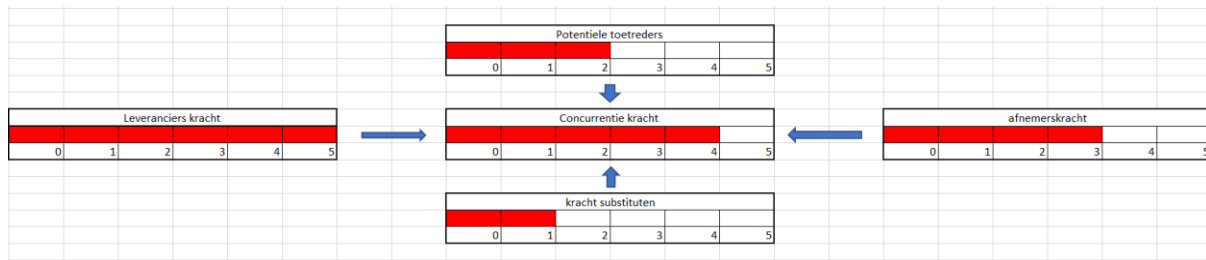 Potentiele toetreders
0 1 2 3 4 5
Leveranciers kracht
0 1 2 3 4 5
Concurrentie kracht
0 1 2 3 4 5
afnemerskracht
0 1 2 3 4 5
kracht substituten
0 1 2 3 4 5